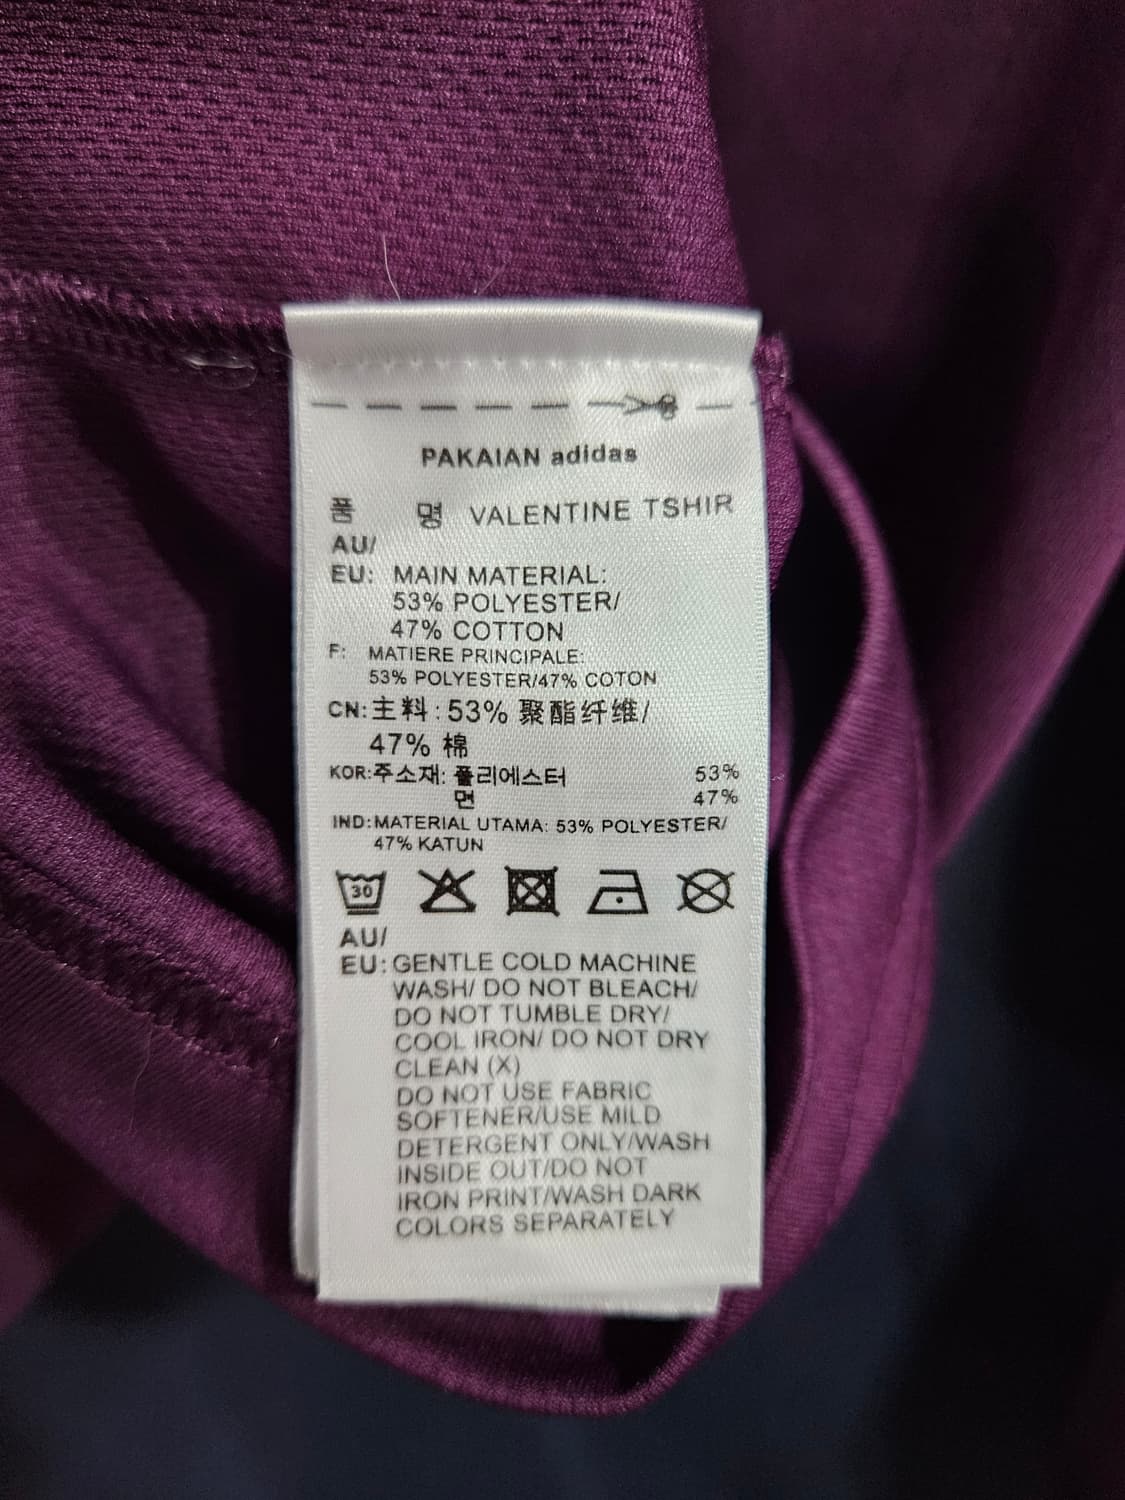 PAKAIAN adidas
품 명 VALENTINE TSHIR
AU/
EU: MAIN MATERIAL:
53% POLYESTER/
47% COTTON
F: MATIERE PRINCIPALE:
53% POLYESTER/47% COTON
CN:主料:53% 聚酯纤维/
47% 棉
KOR:주소재: 폴리에스터 53%
면 47%
IND:MATERIAL UTAMA: 53% POLYESTER/
47% KATUN
30
AU/
EU:GENTLE COLD MACHINE
WASH/ DO NOT BLEACH/
DO NOT TUMBLE DRY/
COOL IRON/ DO NOT DRY
CLEAN (X)
DO NOT USE FABRIC
SOFTENER/USE MILD
DETERGENT ONLY/WASH
INSIDE OUT/DO NOT
IRON PRINT/WASH DARK
COLORS SEPARATELY